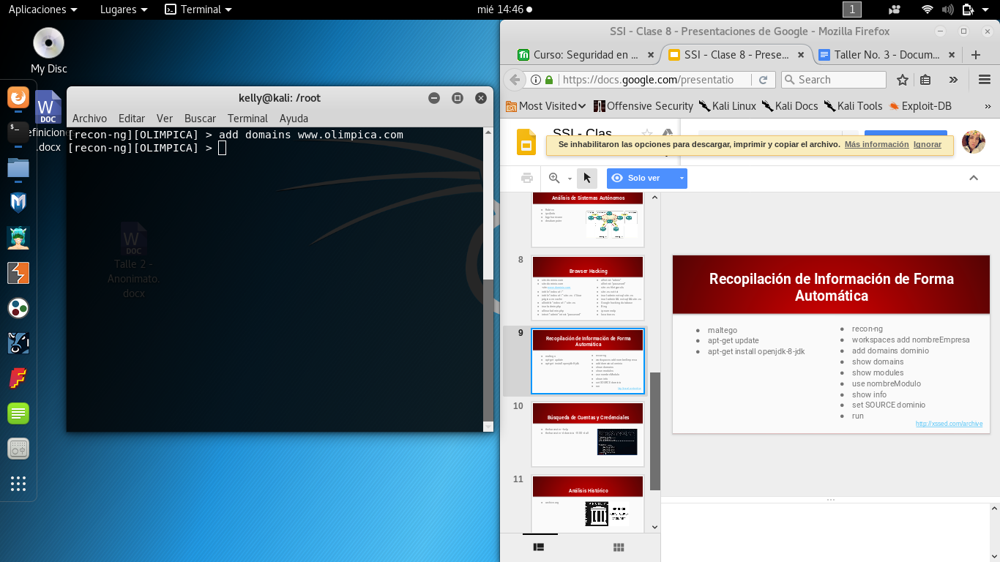 Aplicaciones
Lugares
Terminal
mié 14:46
1
My Disc
DOC
.docx
Talle 2 -
Anonimato.
docx
kelly@kali: /root
Archivo Editar Ver Buscar Terminal Ayuda
[recon-ng][OLIMPICA] > add domains www.olimpica.com
[recon-ng][OLIMPICA] >
SSI - Clase 8 - Presentaciones de Google - Mozilla Firefox
Curso: Seguridad en ...
SSI - Clase 8 - Prese...
Taller No. 3 - Docum...
https://docs.google.com/presentatio
Search
Most Visited
Offensive Security
Kali Linux
Kali Docs
Kali Tools
Exploit-DB
SSI - Clas
Se inhabilitaron las opciones para descargar, imprimir y copiar el archivo. Más información Ignorar
Solo ver
Análisis de Sistemas Autónomos
8
Browser Hacking
9
Recopilación de Información de Forma
Automática
10
Búsqueda de Cuentas y Credenciales
11
Análisis Histórico
Recopilación de Información de Forma
Automática
• maltego
• apt-get update
• apt-get install openjdk-8-jdk
• recon-ng
• workspaces add nombreEmpresa
• add domains dominio
• show domains
• show modules
• use nombreModulo
• show info
• set SOURCE dominio
• run
http://xssed.com/archive